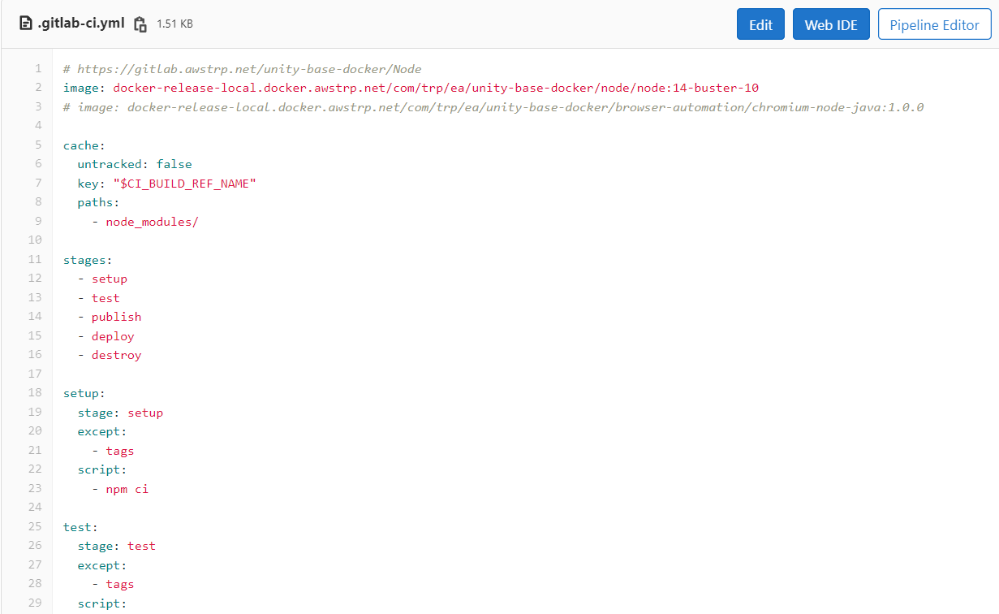 .gitlab-ci.yml 1.51 KB Edit Web IDE Pipeline Editor
1 # https://gitlab.awstrp.net/unity-base-docker/Node
2 image: docker-release-local.docker.awstrp.net/com/trp/ea/unity-base-docker/node/node:14-buster-10
3 # image: docker-release-local.docker.awstrp.net/com/trp/ea/unity-base-docker/browser-automation/chromium-node-java:1.0.0
4
5 cache:
6   untracked: false
7   key: "$CI_BUILD_REF_NAME"
8   paths:
9     - node_modules/
10
11 stages:
12   - setup
13   - test
14   - publish
15   - deploy
16   - destroy
17
18 setup:
19   stage: setup
20   except:
21     - tags
22   script:
23     - npm ci
24
25 test:
26   stage: test
27   except:
28     - tags
29   script: